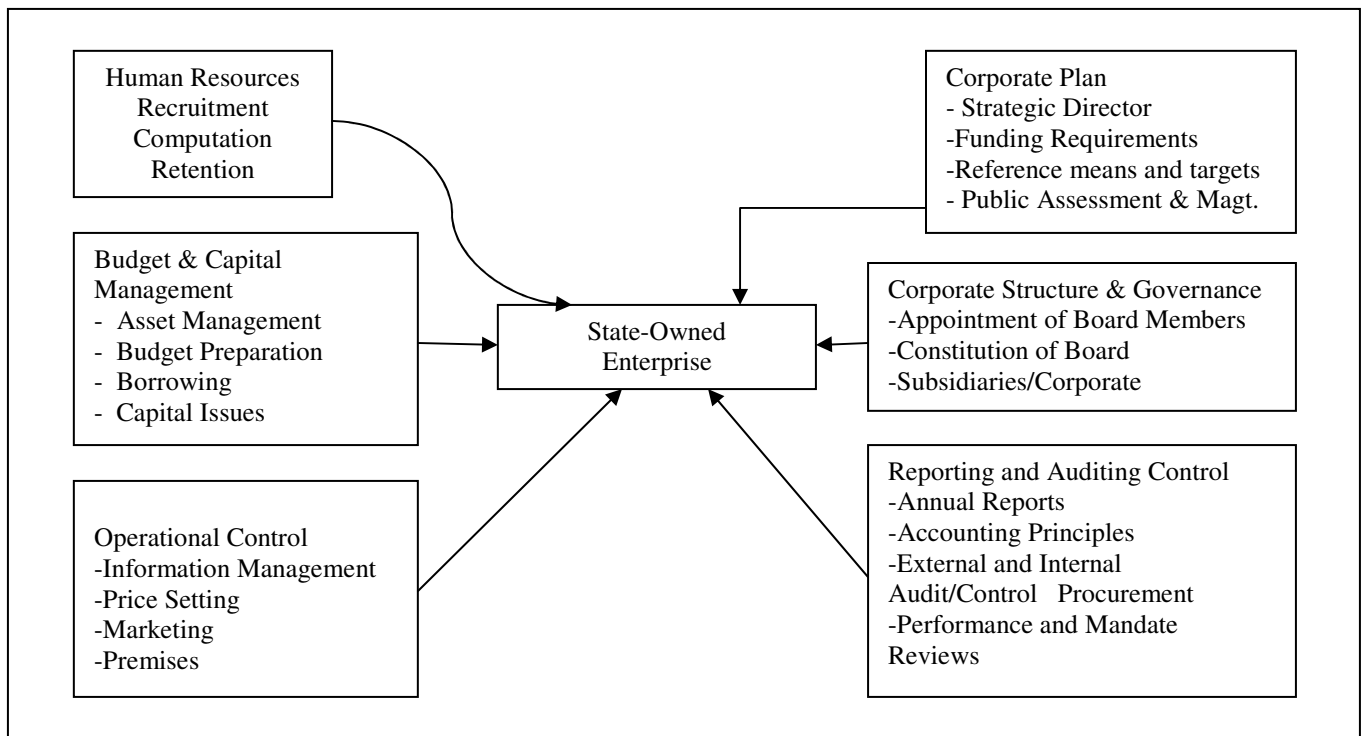 Human Resources
Recruitment
Computation
Retention
Budget & Capital
Management
- Asset Management
- Budget Preparation
- Borrowing
- Capital Issues
Operational Control
-Information Management
-Price Setting
-Marketing
-Premises
State-Owned
Enterprise
Corporate Plan
- Strategic Director
-Funding Requirements
-Reference means and targets
- Public Assessment & Magt.
Corporate Structure & Governance
-Appointment of Board Members
-Constitution of Board
-Subsidiaries/Corporate
Reporting and Auditing Control
-Annual Reports
-Accounting Principles
-External and Internal
Audit/Control Procurement
-Performance and Mandate
Reviews